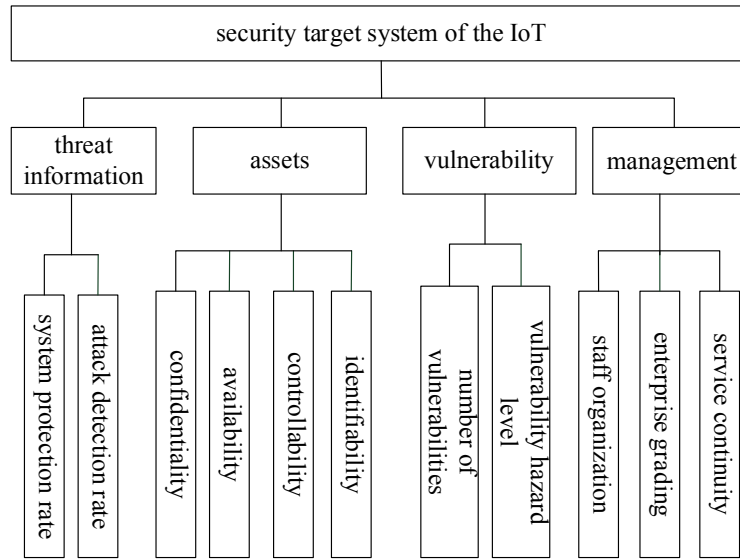 security target system of the IoT
threat
information
assets
vulnerability
management
system protection rate
attack detection rate
confidentiality
availability
controllability
identifiability
number of
vulnerabilities
vulnerability hazard
level
staff organization
enterprise grading
service continuity